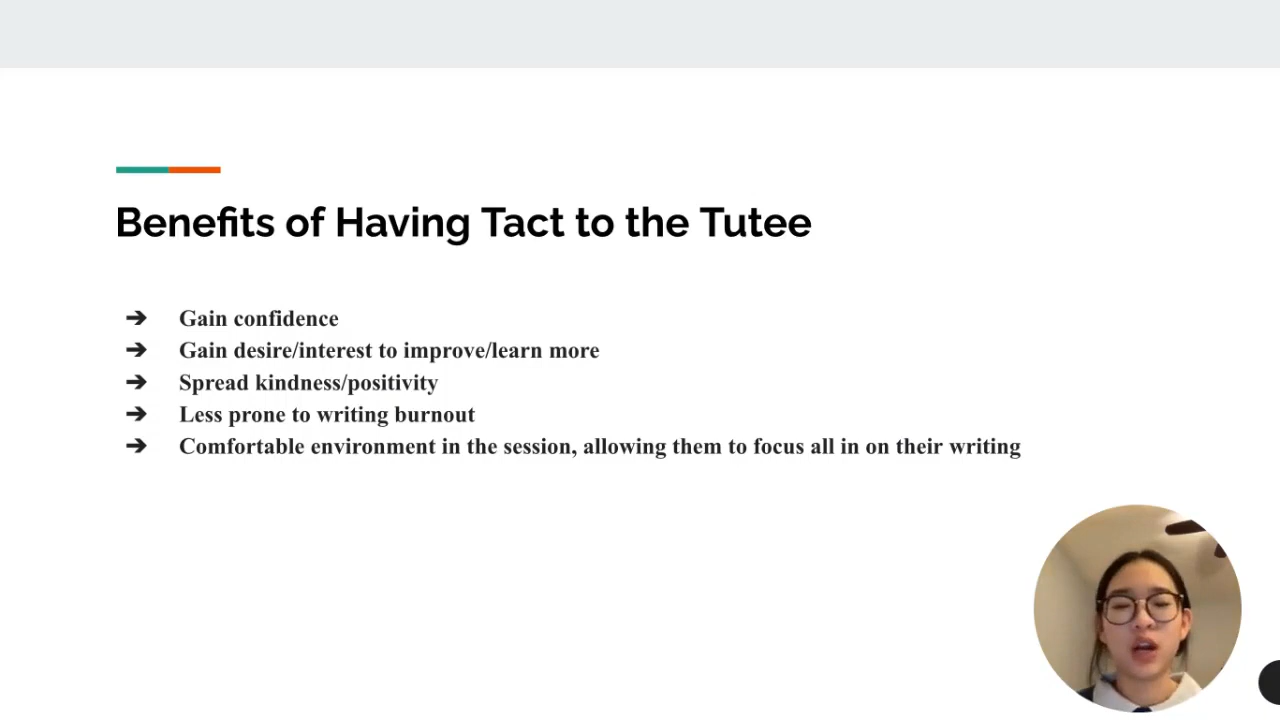 Benefits of Having Tact to the Tutee
➔ Gain confidence
➔ Gain desire/interest to improve/learn more
➔ Spread kindness/positivity
➔ Less prone to writing burnout
➔ Comfortable environment in the session, allowing them to focus all in on their writing